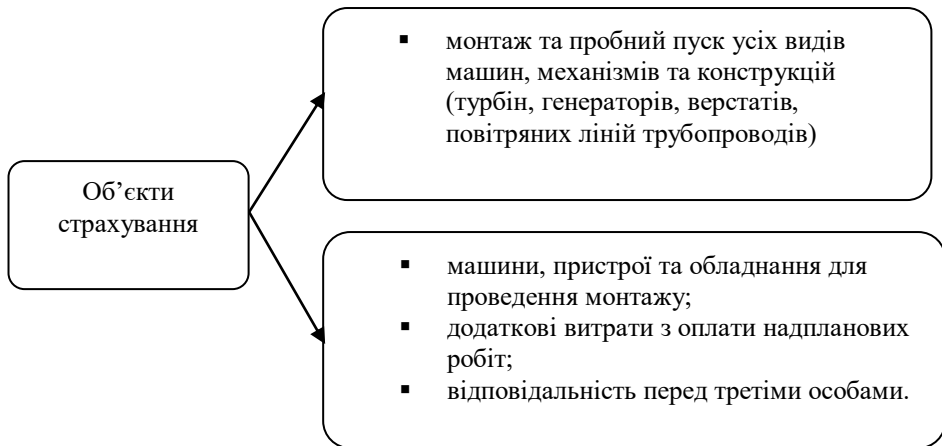 ▪ монтаж та пробний пуск усіх видів
машин, механізмів та конструкцій
(турбін, генераторів, верстатів,
повітряних ліній трубопроводів)
Об’єкти
страхування
▪ машини, пристрої та обладнання для
проведення монтажу;
▪ додаткові витрати з оплати надпланових
робіт;
▪ відповідальність перед третіми особами.